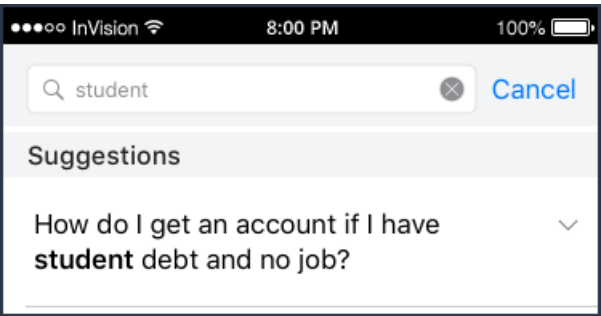 InVision 8:00 PM 100%
student Cancel
Suggestions
How do I get an account if I have
student debt and no job?